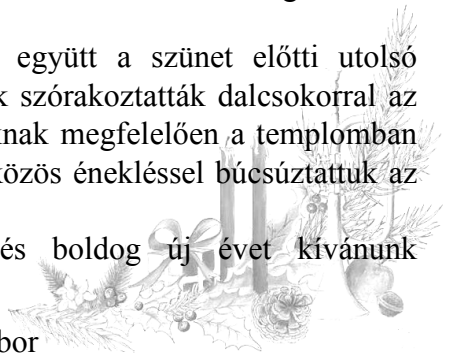 együtt a szünet előtti utolsó
k szórakoztatták dalcsokorral az
knak megfelelően a templomban
közös énekléssel búcsúztattuk az
és boldog új évet kívánunk
bor